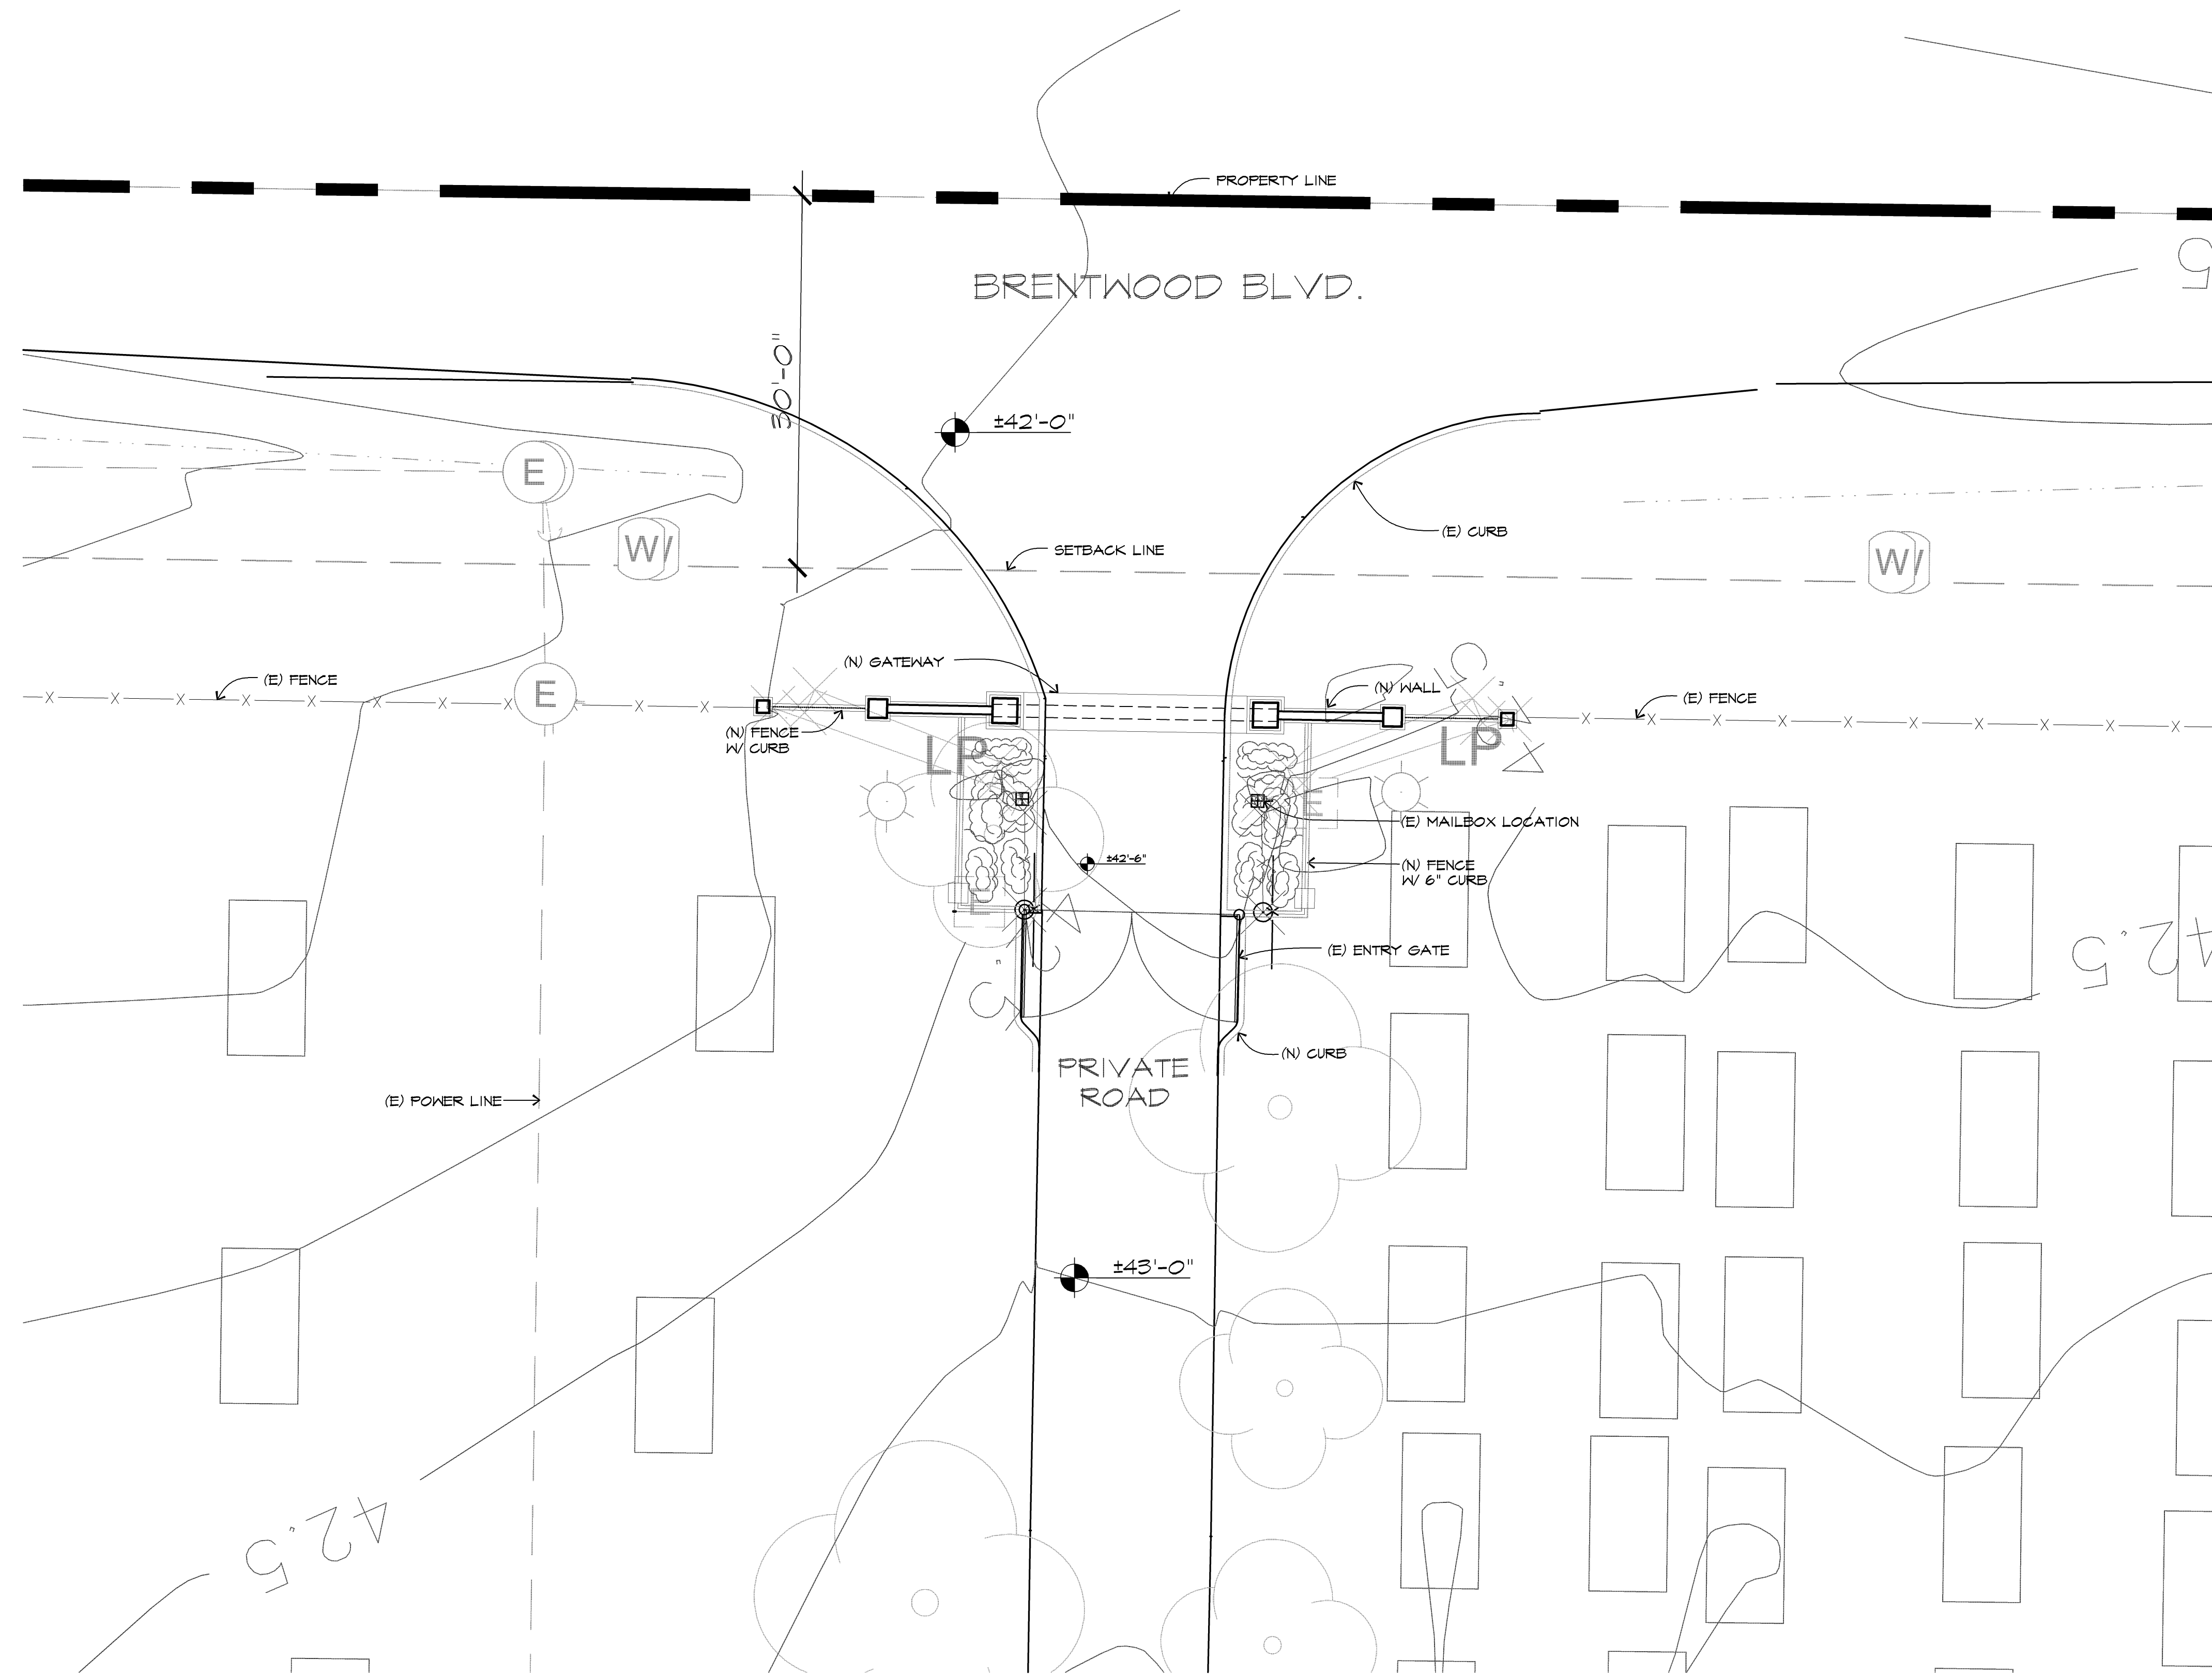 PROPERTY LINE
5
BRENTWOOD BLVD.
30'-0"
±42'-0"
E
(E) CURB
W
SETBACK LINE
W
(N) GATEWAY
(E) FENCE
E
(N) WALL
(E) FENCE
(N) FENCE
W/ CURB
LP
LP
E
(E) MAILBOX LOCATION
±42'-6"
(N) FENCE
W/ 6" CURB
E
(E) ENTRY GATE
42.5
(N) CURB
PRIVATE
ROAD
(E) POWER LINE
±43'-0"
42.5